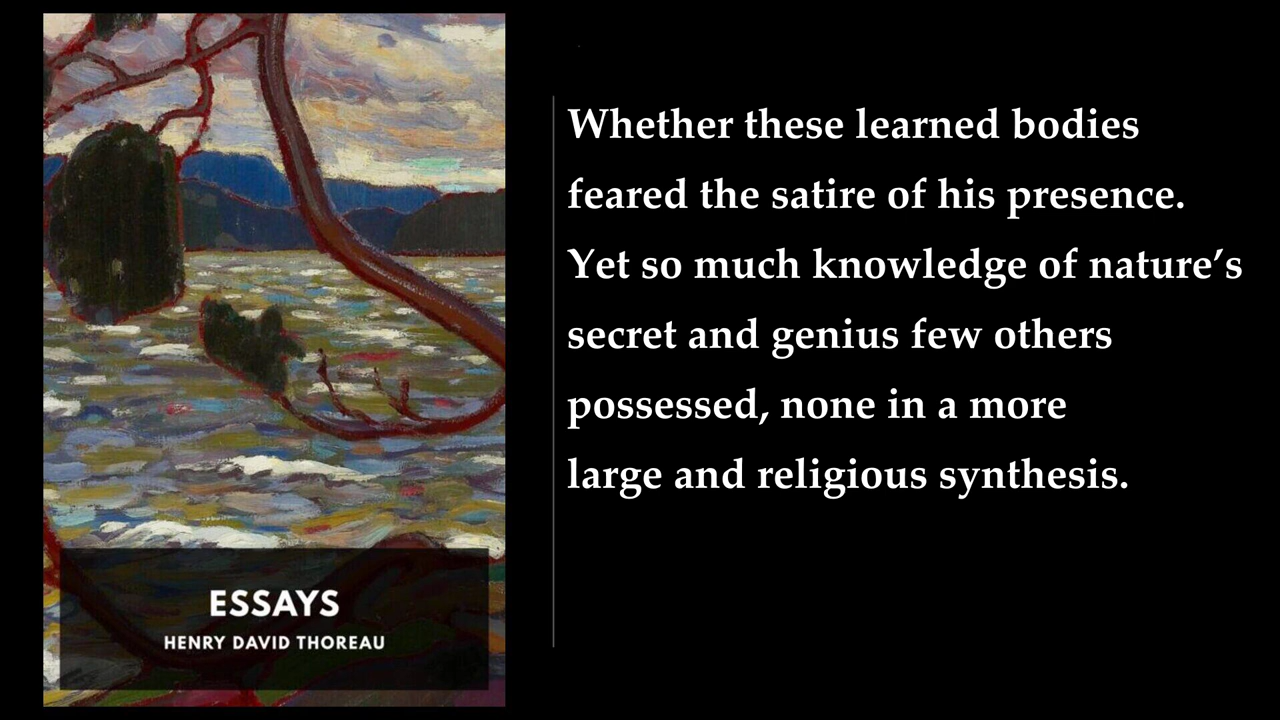 Whether these learned bodies
feared the satire of his presence.
Yet so much knowledge of nature’s
secret and genius few others
possessed, none in a more
large and religious synthesis.
ESSAYS
HENRY DAVID THOREAU